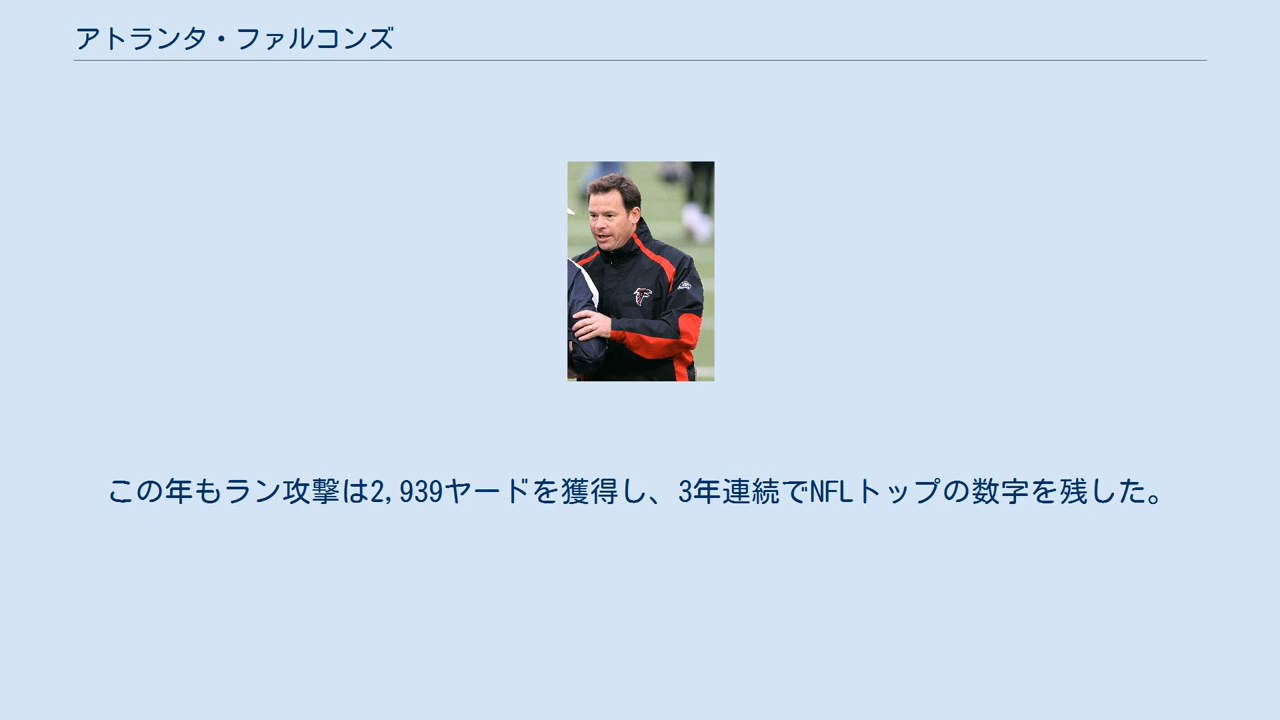 アトランタ・ファルコンズ
この年もラン攻撃は2,939ヤードを獲得し、3年連続でNFLトップの数字を残した。